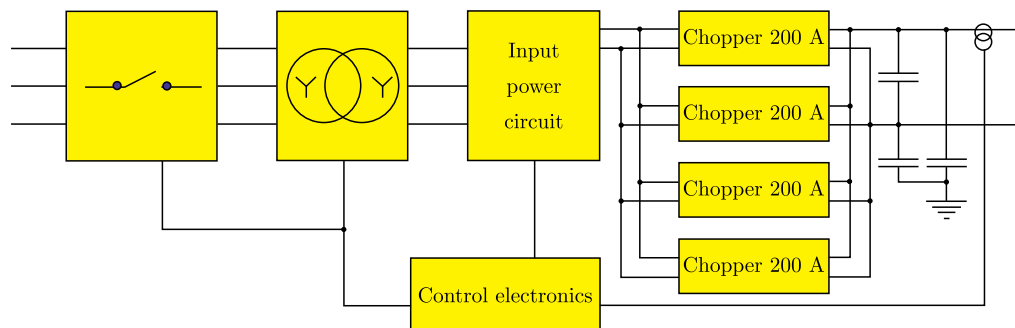 Input
power
circuit
Chopper 200 A
Chopper 200 A
Chopper 200 A
Chopper 200 A
Control electronics